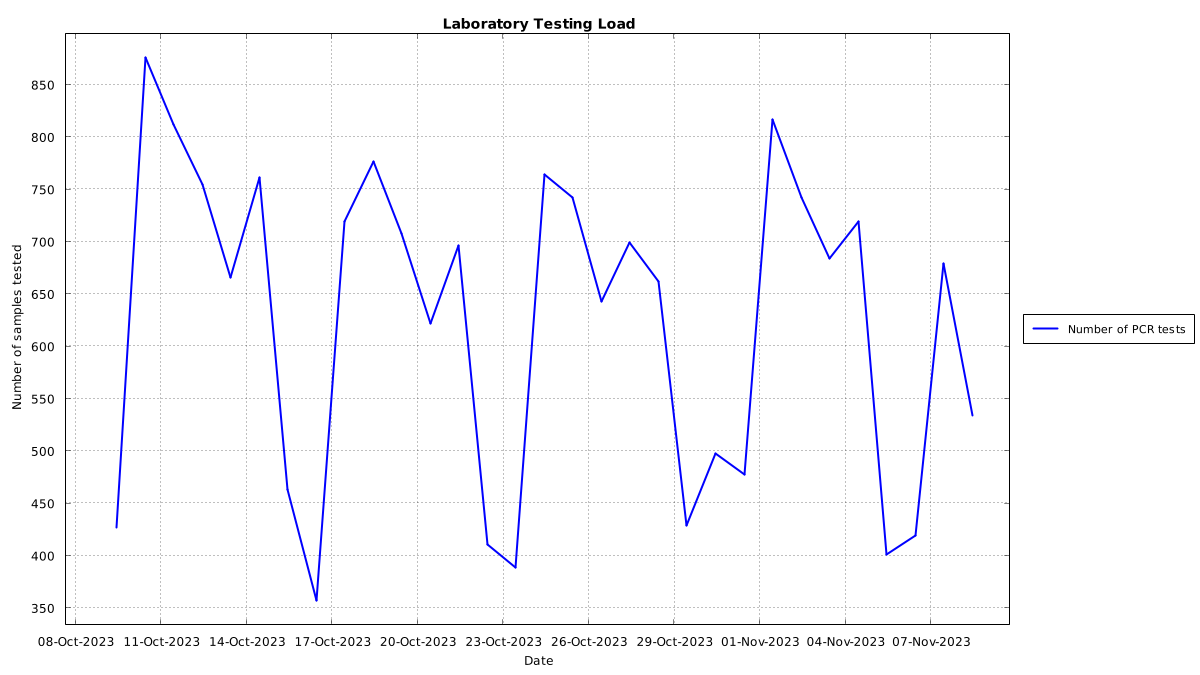 Laboratory Testing Load
850
800
750
700
650
600
550
500
450
400
350
Number of samples tested
08-Oct-2023 11-Oct-2023 14-Oct-2023 17-Oct-2023 20-Oct-2023 23-Oct-2023 26-Oct-2023 29-Oct-2023 01-Nov-2023 04-Nov-2023 07-Nov-2023
Date
Number of PCR tests